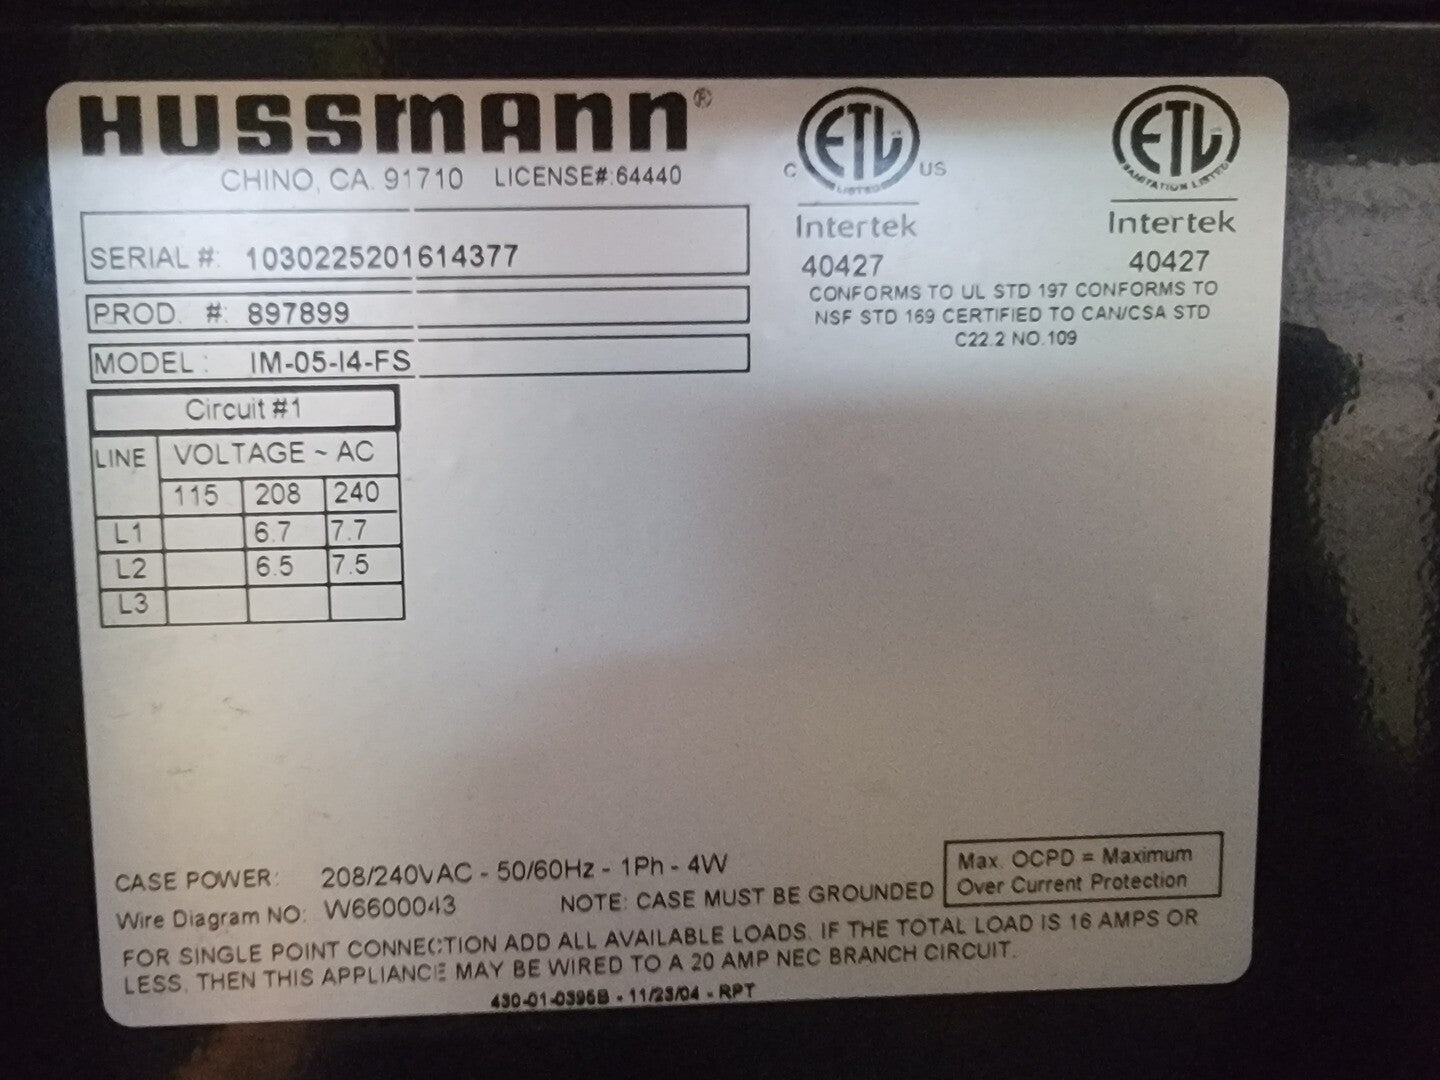 HUSSMANN®
CHINO, CA. 91710 LICENSE#:64440
SERIAL #: 1030225201614377
PROD. #: 897899
MODEL: IM-05-I4-FS
Circuit #1
LINE VOLTAGE ~ AC
115 208 240
L1 6.7 7.7
L2 6.5 7.5
L3
C ETL US
LISTED
Intertek
40427
ETL
SANITATION LISTED
Intertek
40427
CONFORMS TO UL STD 197 CONFORMS TO
NSF STD 169 CERTIFIED TO CAN/CSA STD
C22.2 NO.109
CASE POWER: 208/240VAC - 50/60Hz - 1Ph - 4W
Wire Diagram NO: W6600043 NOTE: CASE MUST BE GROUNDED
Max. OCPD = Maximum
Over Current Protection
FOR SINGLE POINT CONNECTION ADD ALL AVAILABLE LOADS. IF THE TOTAL LOAD IS 16 AMPS OR
LESS, THEN THIS APPLIANCE MAY BE WIRED TO A 20 AMP NEC BRANCH CIRCUIT.
430-01-0396B - 11/23/04 - RPT